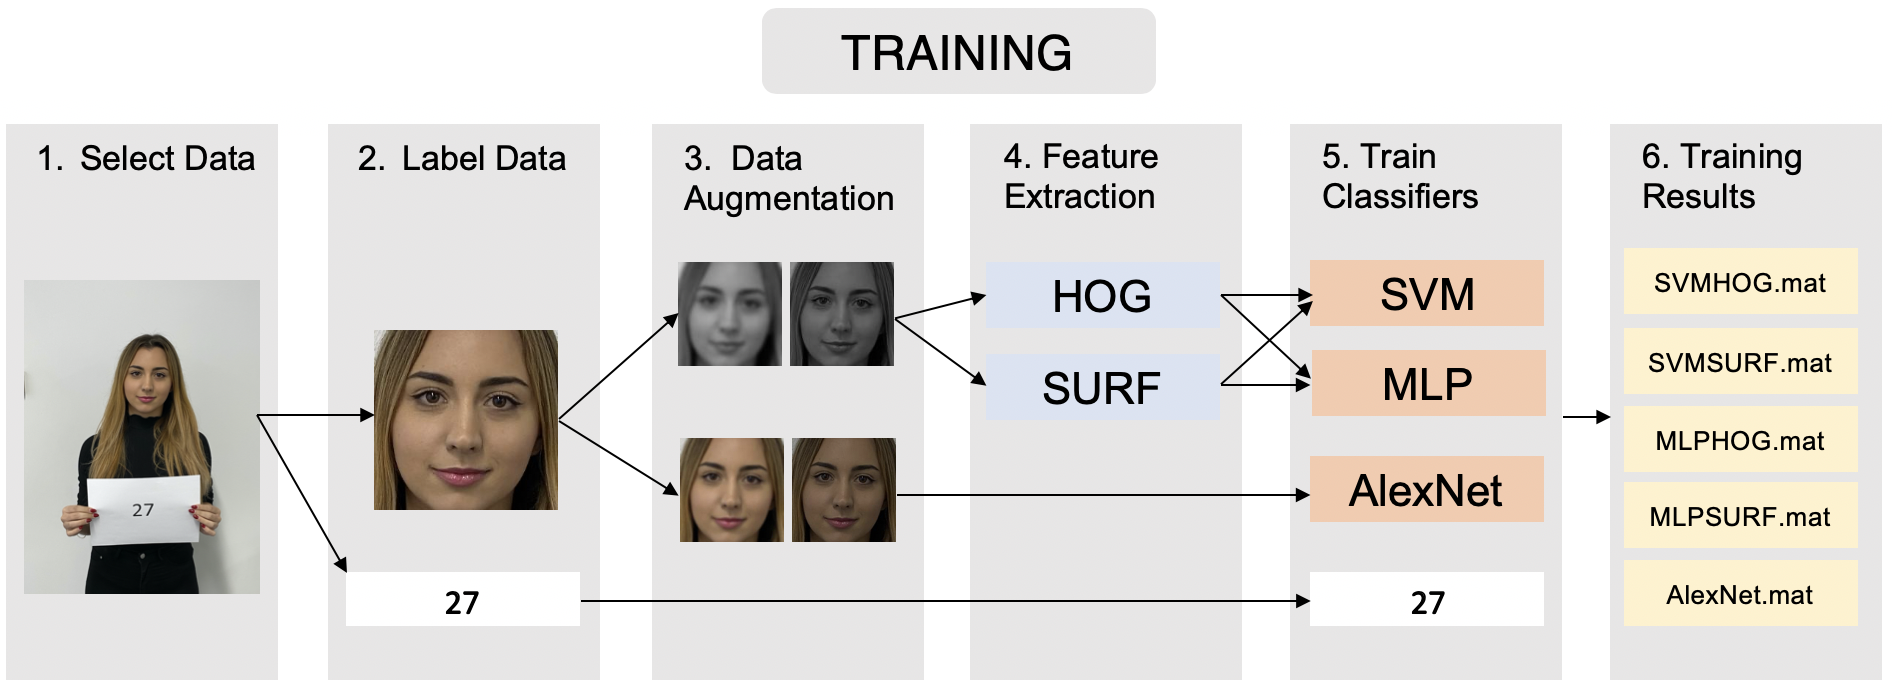 TRAINING
1. Select Data
27
2. Label Data
27
3. Data
Augmentation
4. Feature
Extraction
HOG
SURF
5. Train
Classifiers
SVM
MLP
AlexNet
27
6. Training
Results
SVMHOG.mat
SVMSURF.mat
MLPHOG.mat
MLPSURF.mat
AlexNet.mat